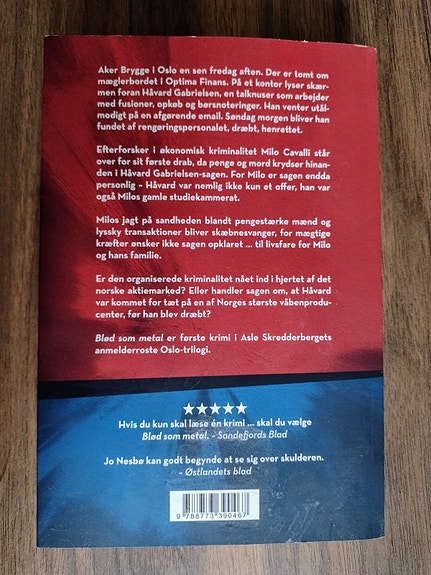 Aker Brygge i Oslo en sen fredag aften. Der er tomt om
mæglerbordet i Optima Finans. På et kontor lyser skær-
men foran Håvard Gabrielsen, en talknuser som arbejder
med fusioner, opkøb og børsnoteringer. Han venter utål-
modigt på en afgørende email. Søndag morgen bliver han
fundet af rengøringspersonalet, dræbt, henrettet.
Efterforsker i økonomisk kriminalitet Milo Cavalli står
over for sit første drab, da penge og mord krydser hinan-
den i Håvard Gabrielsen-sagen. For Milo er sagen endda
personlig – Håvard var nemlig ikke kun et offer, han var
også Milos gamle studiekammerat.
Milos jagt på sandheden blandt pengestærke mænd og
lyssky transaktioner bliver skæbnesvanger, for mægtige
kræfter ønsker ikke sagen opklaret ... til livsfare for Milo
og hans familie.
Er den organiserede kriminalitet nået ind i hjertet af det
norske aktiemarked? Eller handler sagen om, at Håvard
var kommet for tæt på en af Norges største våbenprodu-
center, før han blev dræbt?
Blød som metal er første krimi i Asle Skredderbergets
anmelderroste Oslo-trilogi.
★★★★★
Hvis du kun skal læse én krimi ... skal du vælge
Blød som metal. - Sandefjords Blad
Jo Nesbø kan godt begynde at se sig over skulderen.
- Østlandets blad
9 788773 390467